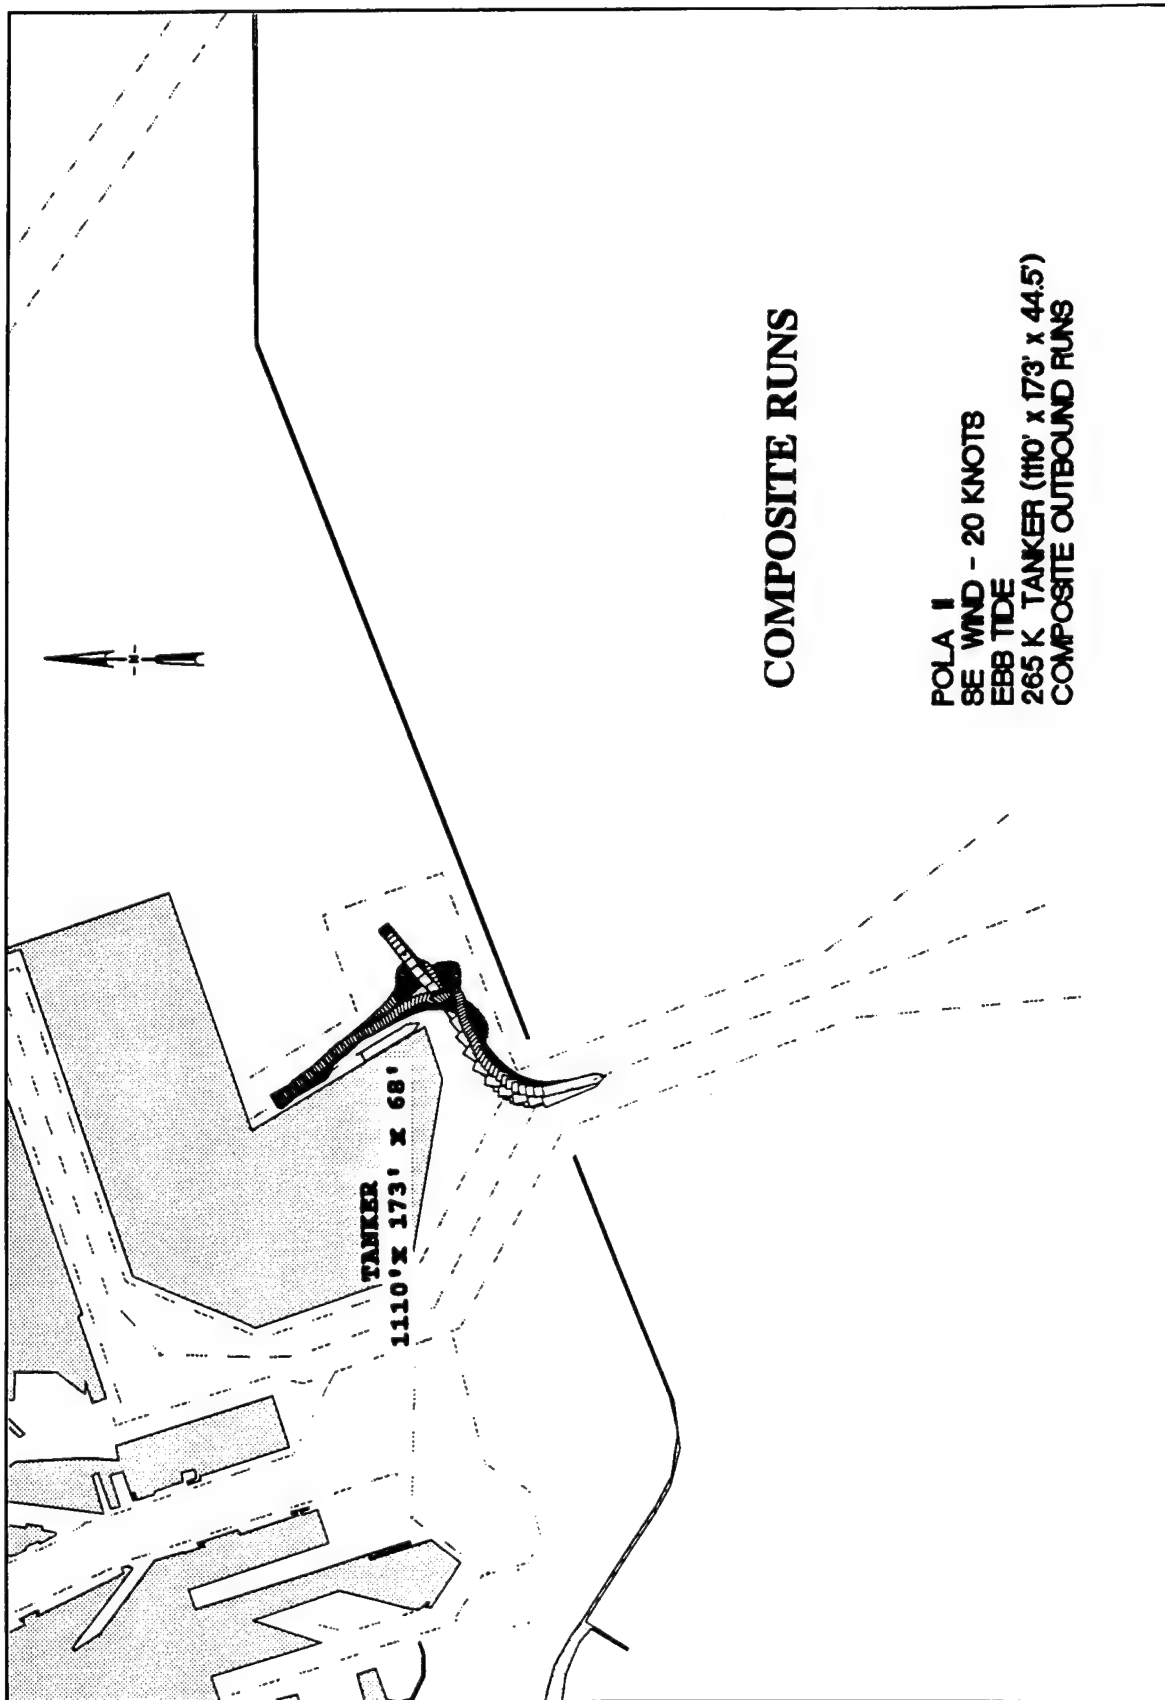 TANKER
1110'X 173' X 68'
COMPOSITE RUNS
POLA II
SE WIND - 20 KNOTS
EBB TIDE
265 K TANKER (1110' x 173' x 44.5')
COMPOSITE OUTBOUND RUNS